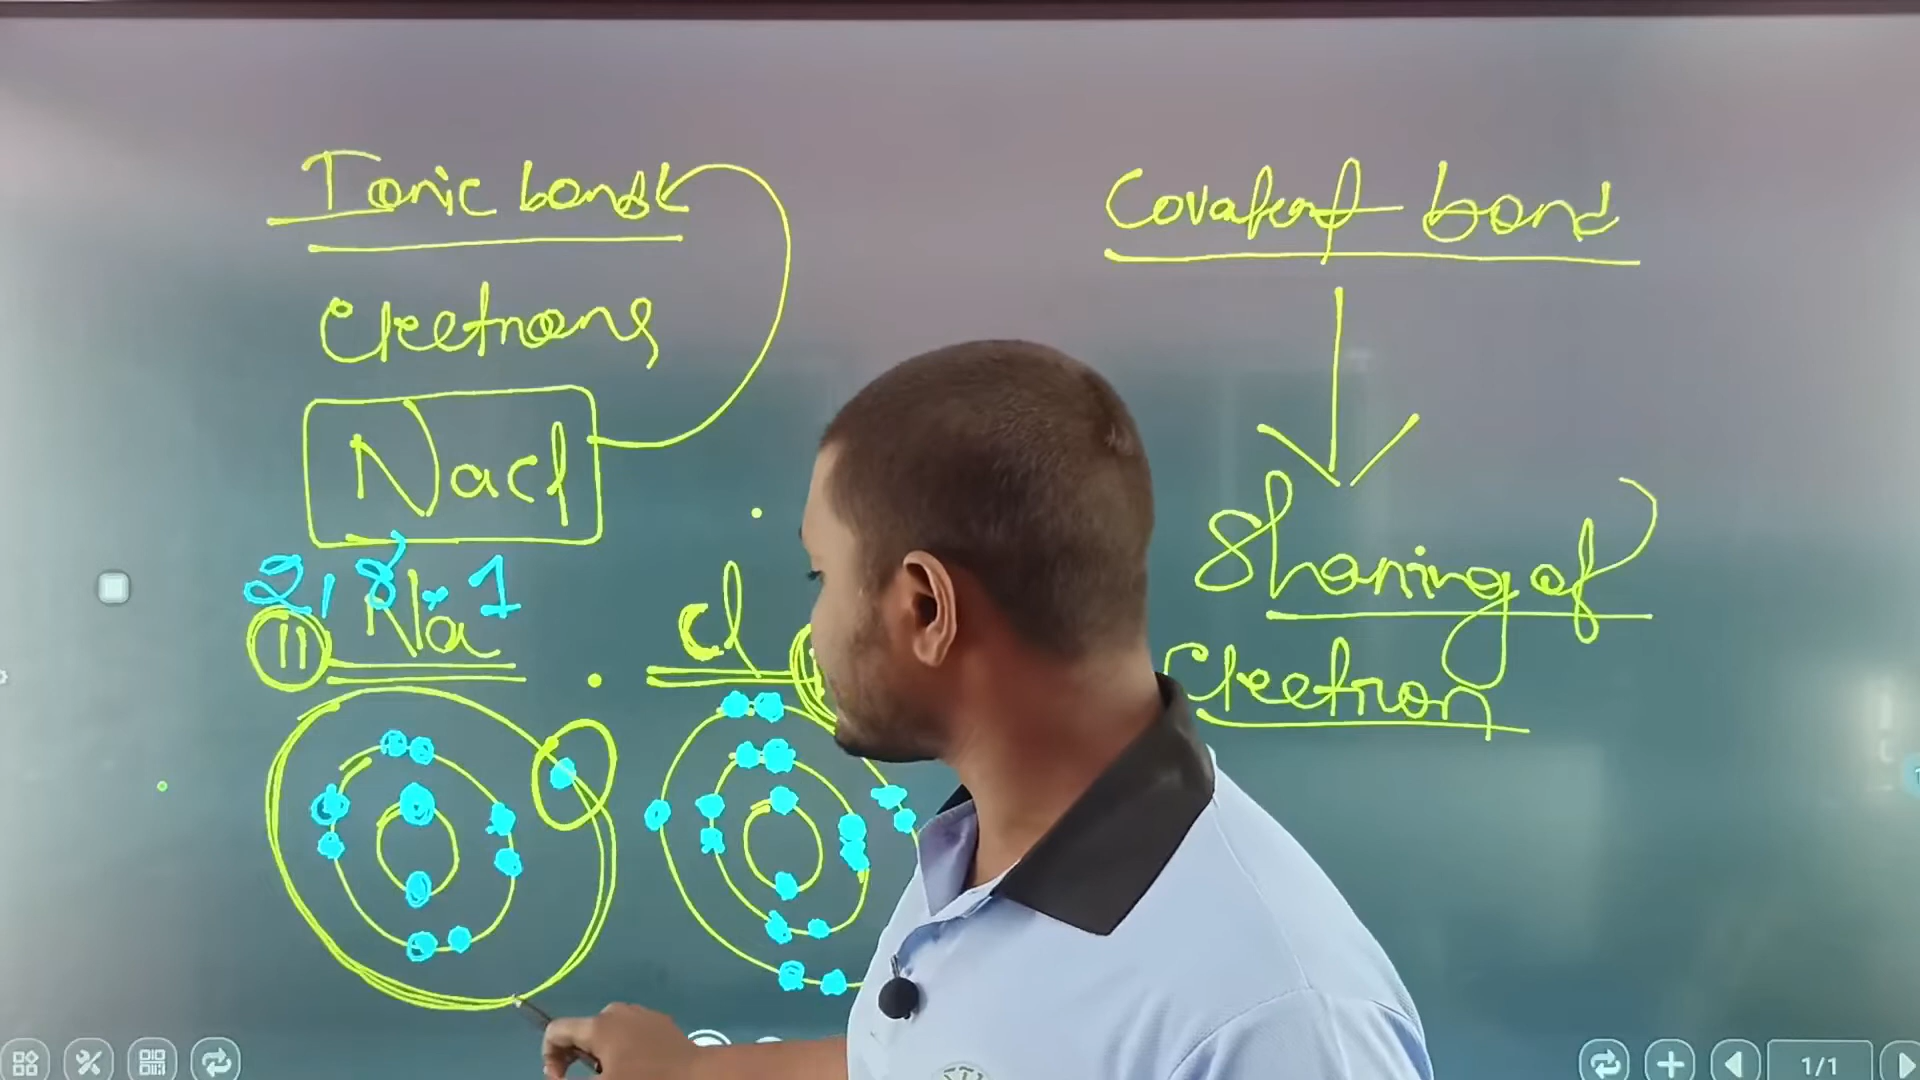 Ionic bond
Electrons
Nacl
2, 8, 1
11 Na
cl
Covalent bond
Sharing of
Electron
1/1